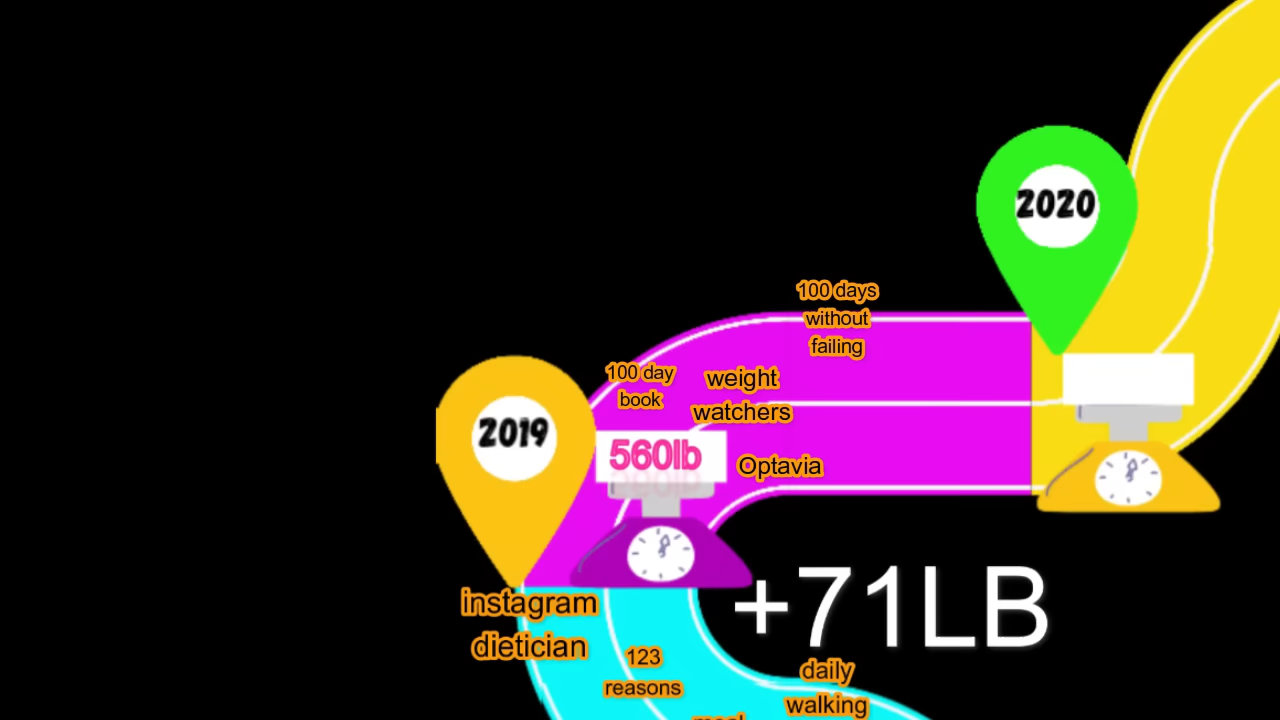 2020
100 days
without
failing
100 day
book
weight
watchers
2019
560lb
Optavia
+71LB
instagram
dietician
123
reasons
daily
walking